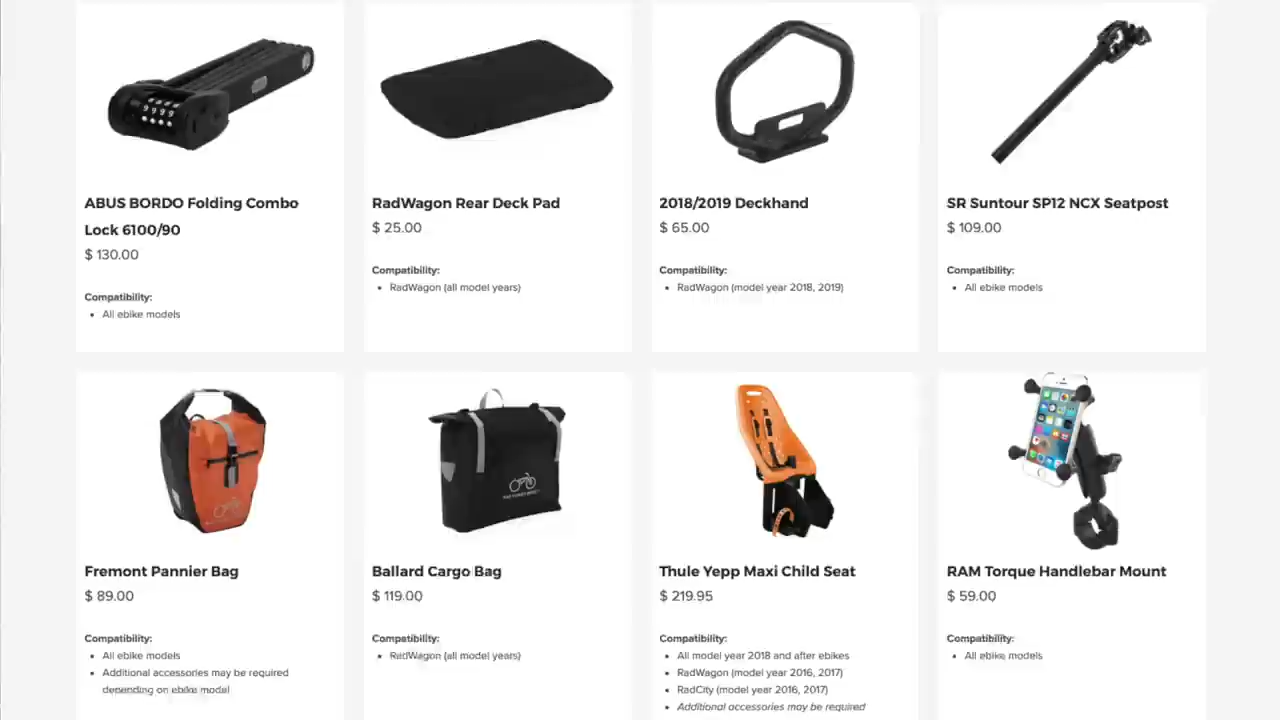 ABUS BORDO Folding Combo
Lock 6100/90
$ 130.00
Compatibility:
• All ebike models
RadWagon Rear Deck Pad
$ 25.00
Compatibility:
• RadWagon (all model years)
2018/2019 Deckhand
$ 65.00
Compatibility:
• RadWagon (model year 2018, 2019)
SR Suntour SP12 NCX Seatpost
$ 109.00
Compatibility:
• All ebike models
Fremont Pannier Bag
$ 89.00
Compatibility:
• All ebike models
• Additional accessories may be required
depending on ebike model
Ballard Cargo Bag
$ 119.00
Compatibility:
• RadWagon (all model years)
Thule Yepp Maxi Child Seat
$ 219.95
Compatibility:
• All model year 2018 and after ebikes
• RadWagon (model year 2016, 2017)
• RadCity (model year 2016, 2017)
• Additional accessories may be required
RAM Torque Handlebar Mount
$ 59.00
Compatibility:
• All ebike models